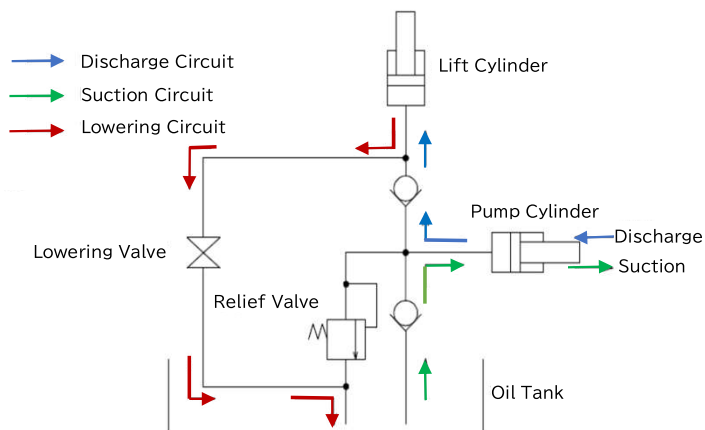 Discharge Circuit
Suction Circuit
Lowering Circuit
Lift Cylinder
Pump Cylinder
Discharge
Suction
Lowering Valve
Relief Valve
Oil Tank